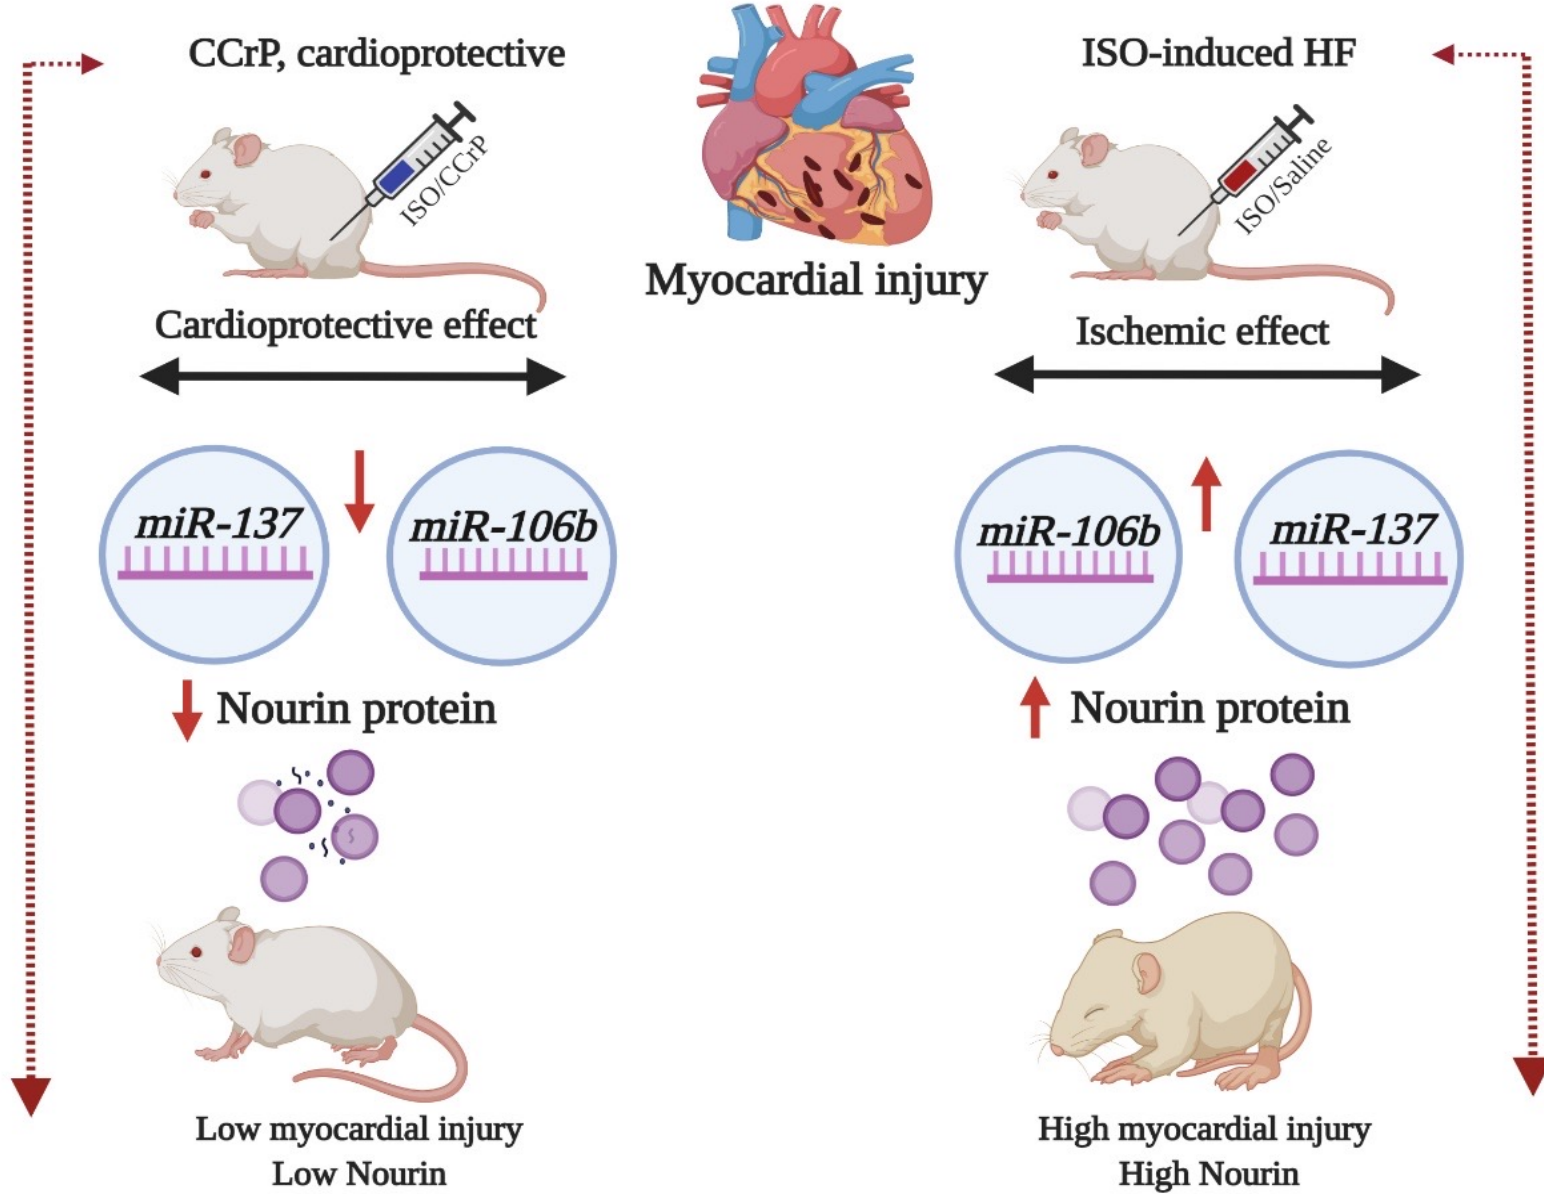 CCrP, cardioprotective
ISO/CCrP
Cardioprotective effect
miR-137
miR-106b
Nourin protein
Low myocardial injury
Low Nourin
Myocardial injury
ISO-induced HF
ISO/Saline
Ischemic effect
miR-106b
miR-137
Nourin protein
High myocardial injury
High Nourin